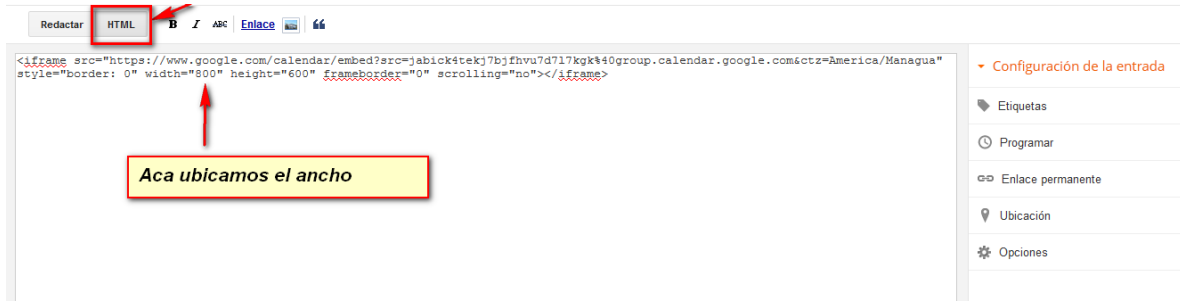 Redactar HTML B I ABC Enlace
<iframe src="https://www.google.com/calendar/embed?src=jabick4tekj7bjfhvu7d7l7kgk%40group.calendar.google.com&ctz=America/Managua"
style="border: 0" width="800" height="600" frameborder="0" scrolling="no"></iframe>
Aca ubicamos el ancho
Configuración de la entrada
Etiquetas
Programar
Enlace permanente
Ubicación
Opciones